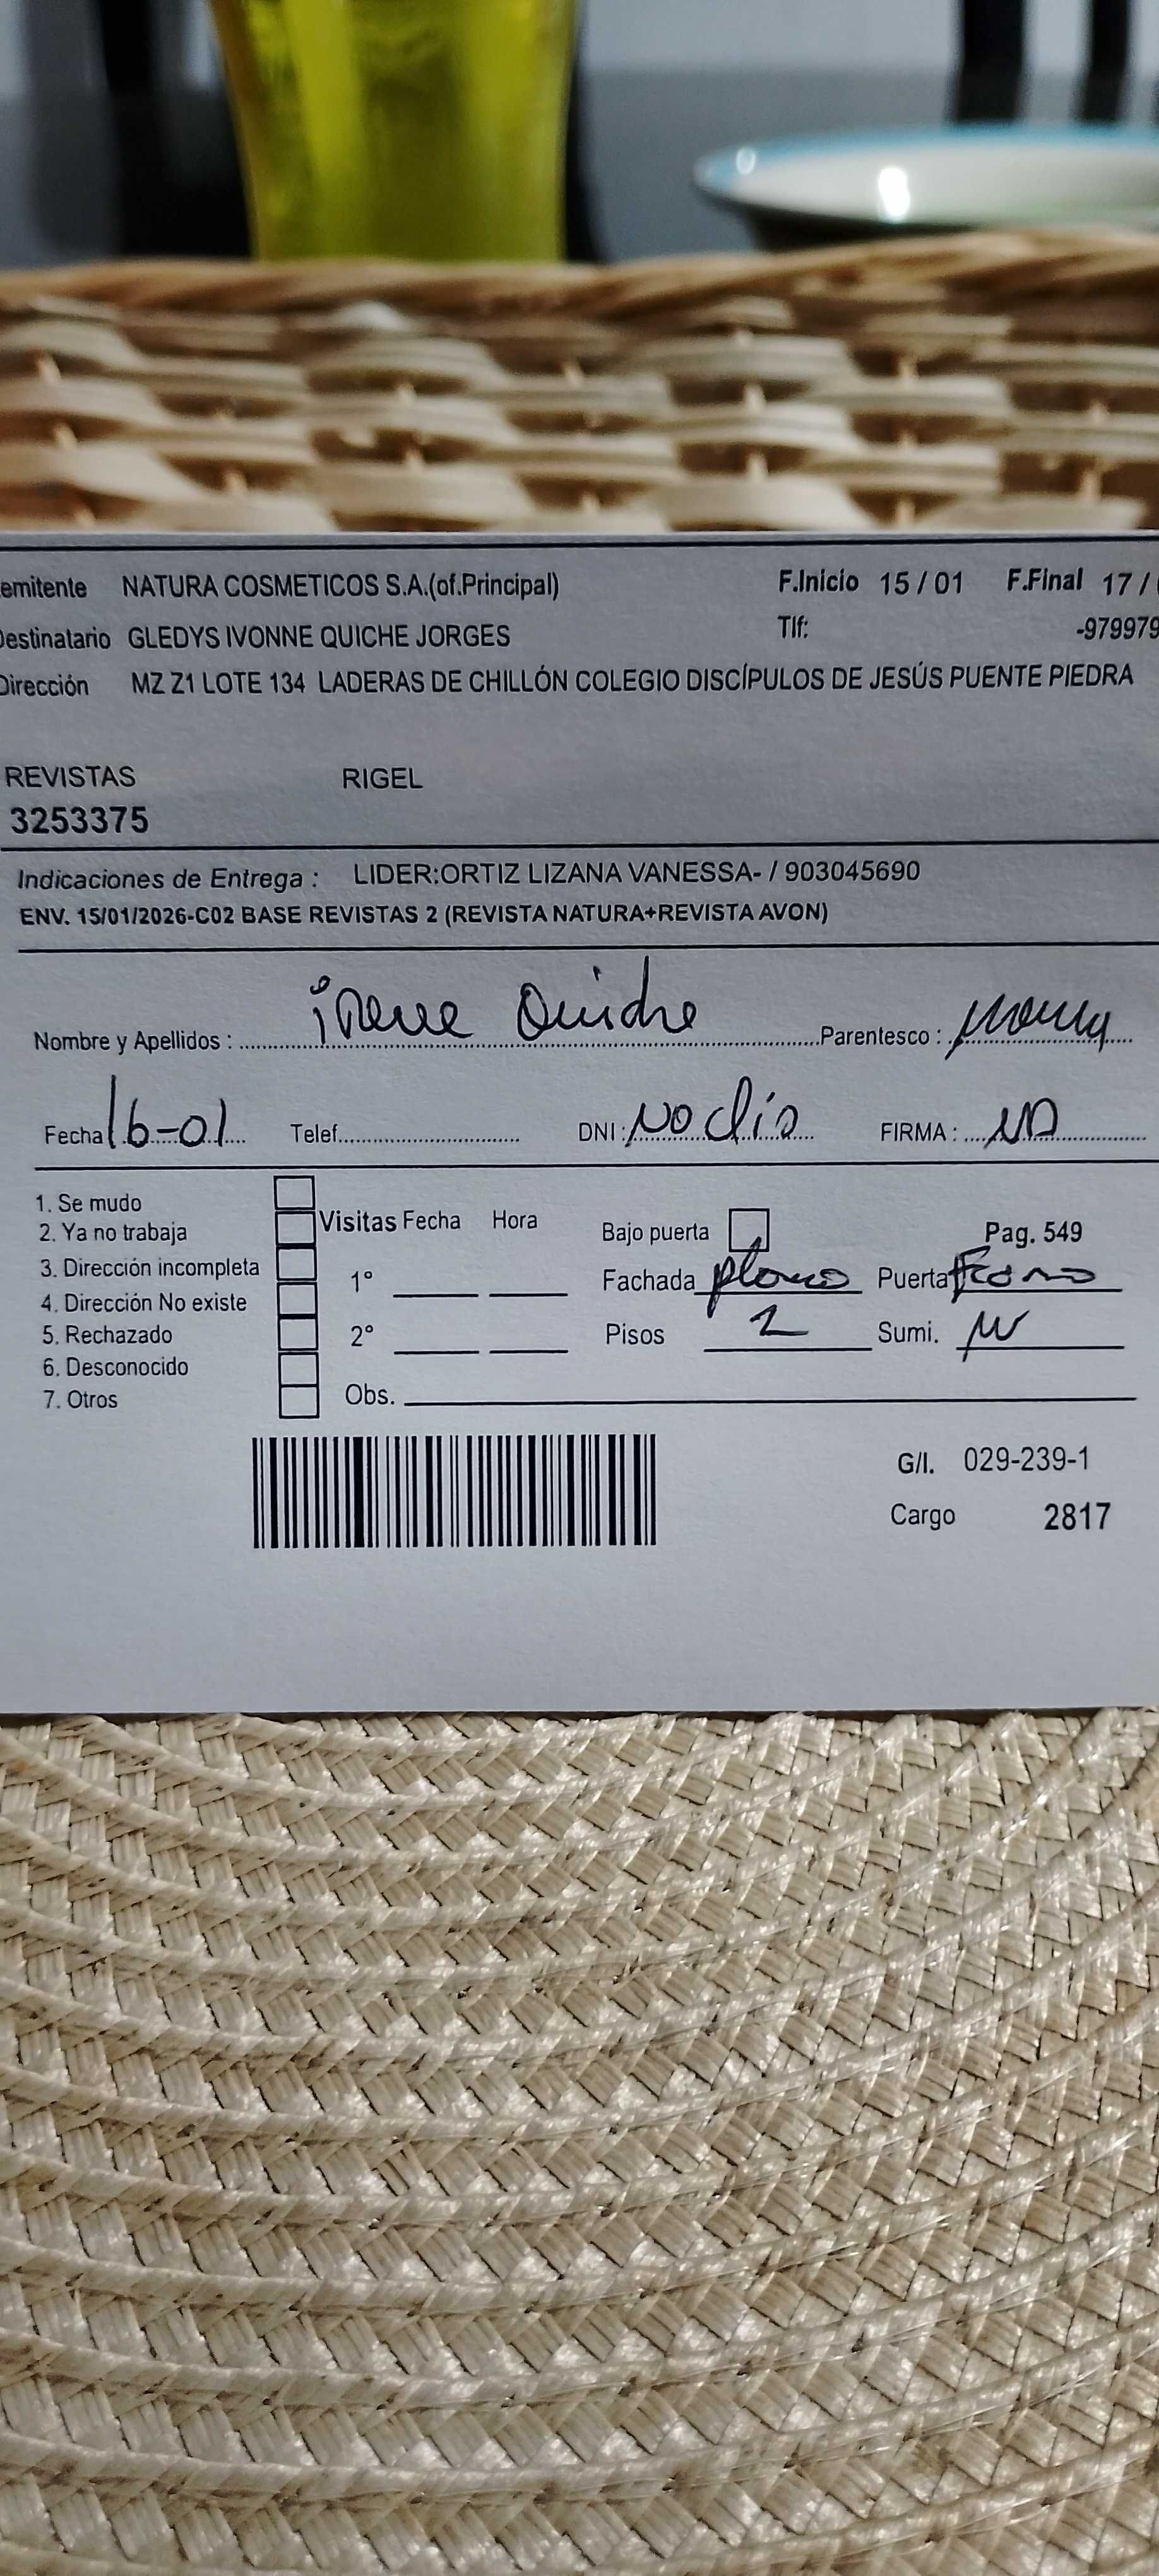 emitente NATURA COSMETICOS S.A.(of.Principal) F.Inicio 15 / 01 F.Final 17 /
Destinatario GLEDYS IVONNE QUICHE JORGES Tlf: -979979
Dirección MZ Z1 LOTE 134 LADERAS DE CHILLÓN COLEGIO DISCÍPULOS DE JESÚS PUENTE PIEDRA
REVISTAS RIGEL
3253375
Indicaciones de Entrega : LIDER:ORTIZ LIZANA VANESSA- / 903045690
ENV. 15/01/2026-C02 BASE REVISTAS 2 (REVISTA NATURA+REVISTA AVON)
Nombre y Apellidos : Irene Quiche Parentesco :
Fecha 16-01 Telef. DNI : No dio FIRMA :
1. Se mudo
2. Ya no trabaja Visitas Fecha Hora Bajo puerta Pag. 549
3. Dirección incompleta 1° Fachada plomo Puerta
4. Dirección No existe
5. Rechazado 2° Pisos 2 Sumi.
6. Desconocido
7. Otros Obs.
G/I. 029-239-1
Cargo 2817